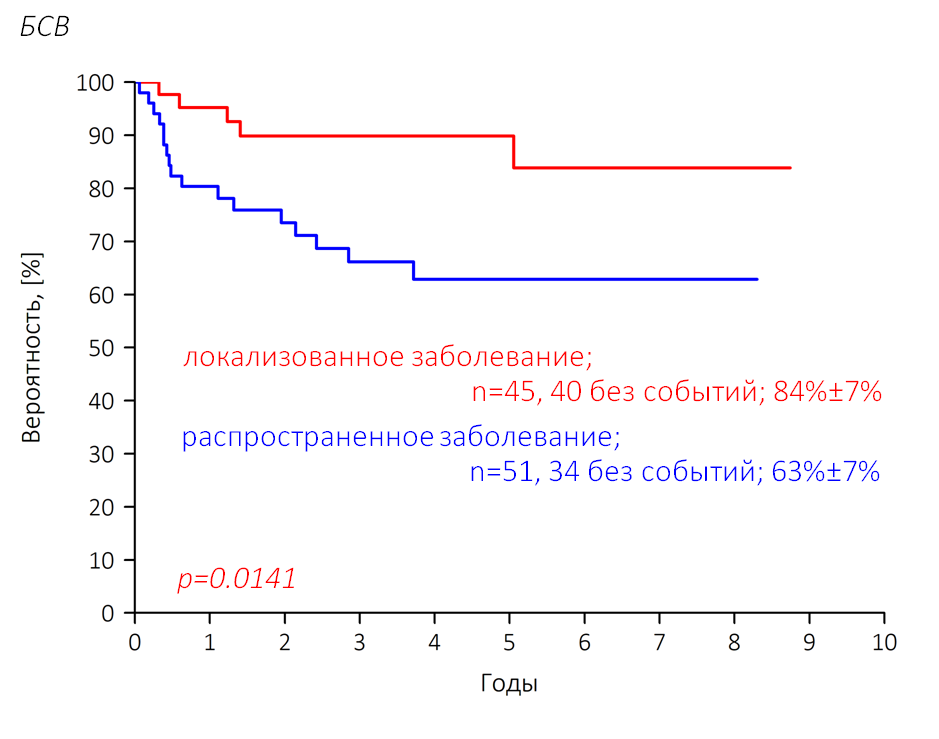 БСВ
100
90
80
70
60
50
40
30
20
10
0
Вероятность, [%]
локализованное заболевание;
n=45, 40 без событий; 84%±7%
распространенное заболевание;
n=51, 34 без событий; 63%±7%
p=0.0141
0 1 2 3 4 5 6 7 8 9 10
Годы